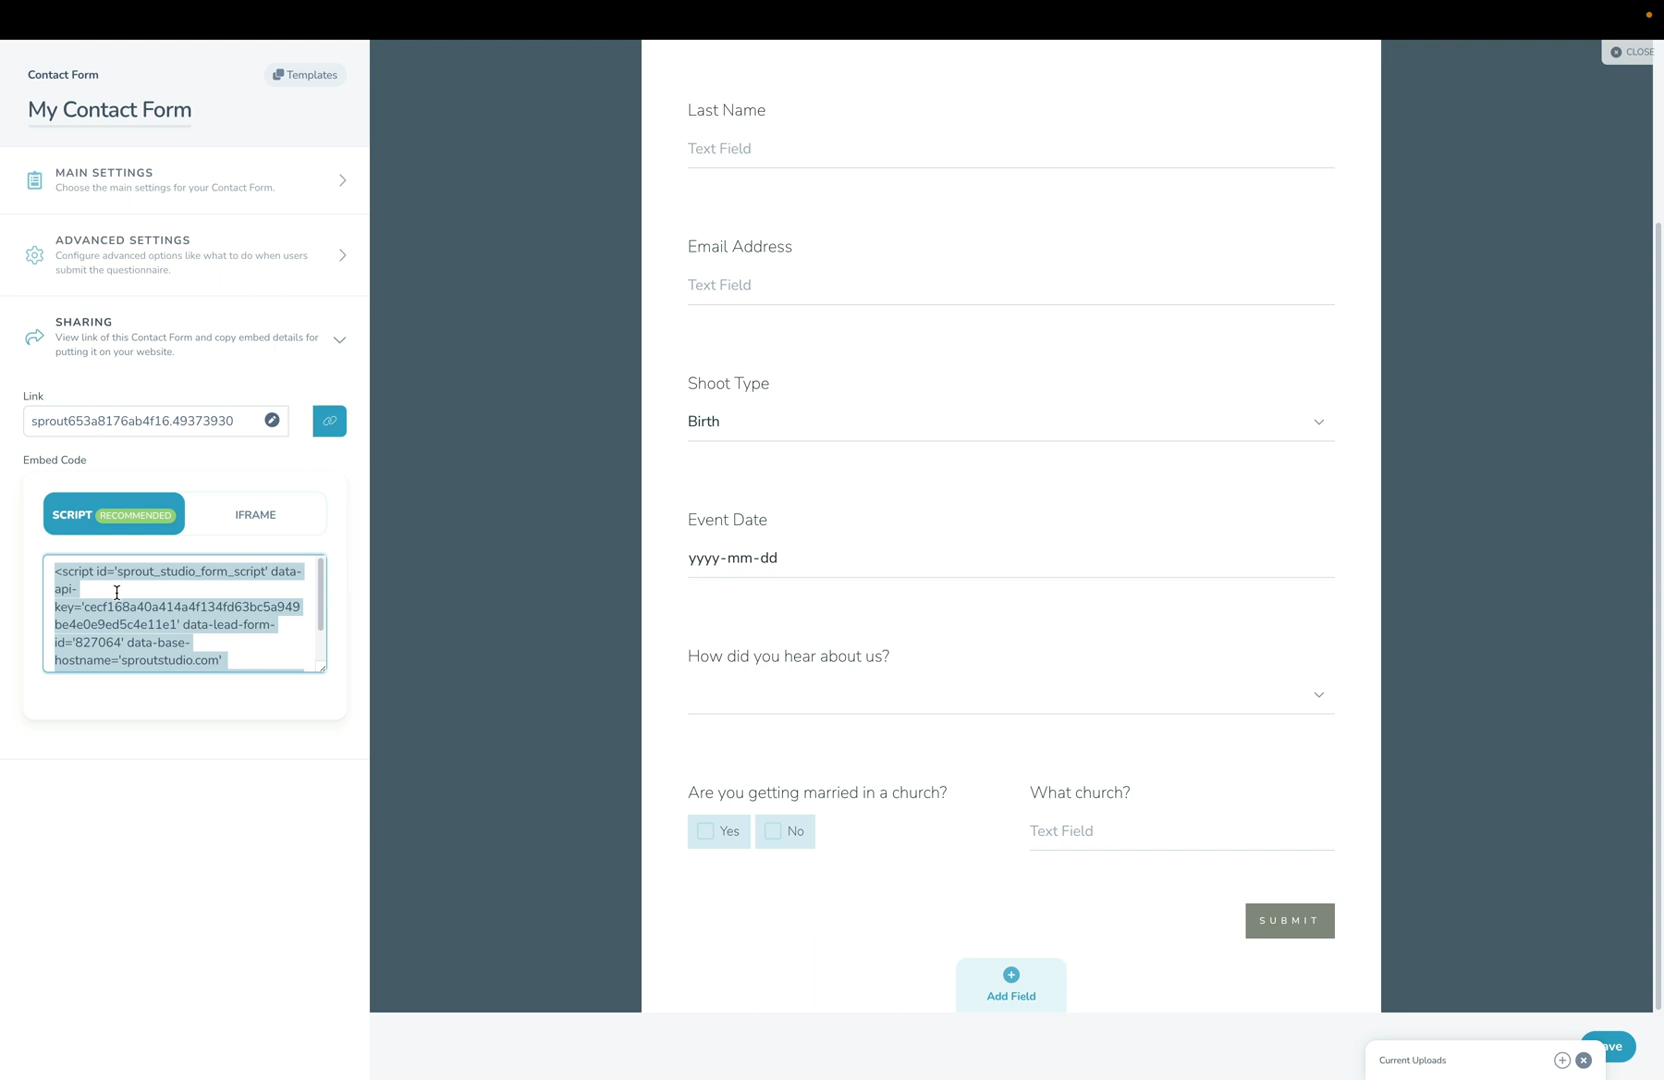 Contact Form
Templates
My Contact Form
MAIN SETTINGS
Choose the main settings for your Contact Form.
ADVANCED SETTINGS
Configure advanced options like what to do when users
submit the questionnaire.
SHARING
View link of this Contact Form and copy embed details for
putting it on your website.
Link
sprout653a8176ab4f16.49373930
Embed Code
SCRIPT RECOMMENDED
IFRAME
<script id='sprout_studio_form_script' data-
api-
key='cecf168a40a414a4f134fd63bc5a949
be4e0e9ed5c4e11e1' data-lead-form-
id='827064' data-base-
hostname='sproutstudio.com'
CLOSE
Last Name
Text Field
Email Address
Text Field
Shoot Type
Birth
Event Date
yyyy-mm-dd
How did you hear about us?
Are you getting married in a church?
Yes
No
What church?
Text Field
SUBMIT
Add Field
Current Uploads